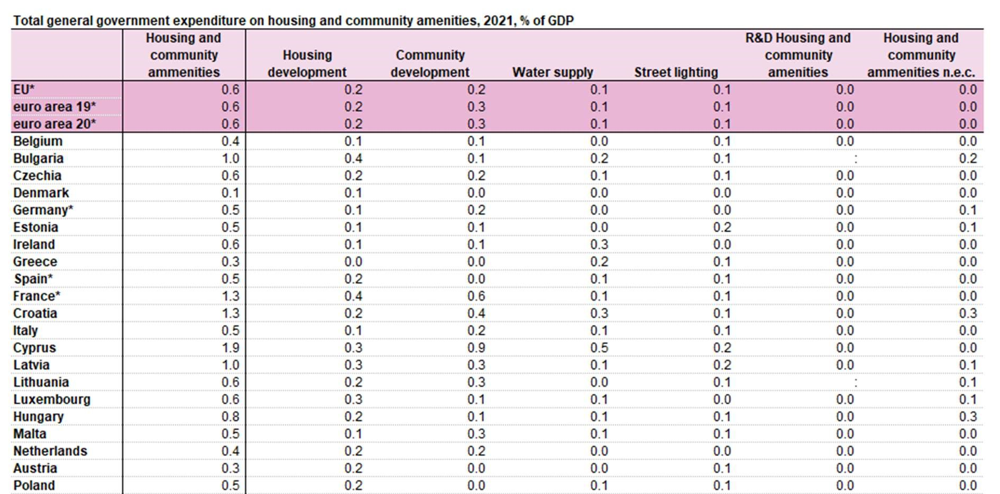 Total general government expenditure on housing and community amenities, 2021, % of GDP
Housing and community ammenities Housing development Community development Water supply Street lighting R&D Housing and community amenities Housing and community ammenities n.e.c.
EU* 0.6 0.2 0.2 0.1 0.1 0.0 0.0
euro area 19* 0.6 0.2 0.3 0.1 0.1 0.0 0.0
euro area 20* 0.6 0.2 0.3 0.1 0.1 0.0 0.0
Belgium 0.4 0.1 0.1 0.0 0.1 0.0 0.0
Bulgaria 1.0 0.4 0.1 0.2 0.1 : 0.2
Czechia 0.6 0.2 0.2 0.1 0.1 0.0 0.0
Denmark 0.1 0.1 0.0 0.0 0.0 0.0 0.0
Germany* 0.5 0.1 0.2 0.0 0.0 0.0 0.1
Estonia 0.5 0.1 0.1 0.0 0.2 0.0 0.1
Ireland 0.6 0.1 0.1 0.3 0.0 0.0 0.0
Greece 0.3 0.0 0.0 0.2 0.1 0.0 0.0
Spain* 0.5 0.2 0.0 0.1 0.1 0.0 0.0
France* 1.3 0.4 0.6 0.1 0.1 0.0 0.0
Croatia 1.3 0.2 0.4 0.3 0.1 0.0 0.3
Italy 0.5 0.1 0.2 0.1 0.1 0.0 0.0
Cyprus 1.9 0.3 0.9 0.5 0.2 0.0 0.0
Latvia 1.0 0.3 0.3 0.1 0.2 0.0 0.1
Lithuania 0.6 0.2 0.3 0.0 0.1 : 0.1
Luxembourg 0.6 0.3 0.1 0.1 0.0 0.0 0.1
Hungary 0.8 0.2 0.1 0.1 0.1 0.0 0.3
Malta 0.5 0.1 0.3 0.1 0.1 0.0 0.0
Netherlands 0.4 0.2 0.2 0.0 0.0 0.0 0.0
Austria 0.3 0.2 0.0 0.0 0.1 0.0 0.0
Poland 0.5 0.2 0.0 0.1 0.1 0.0 0.0